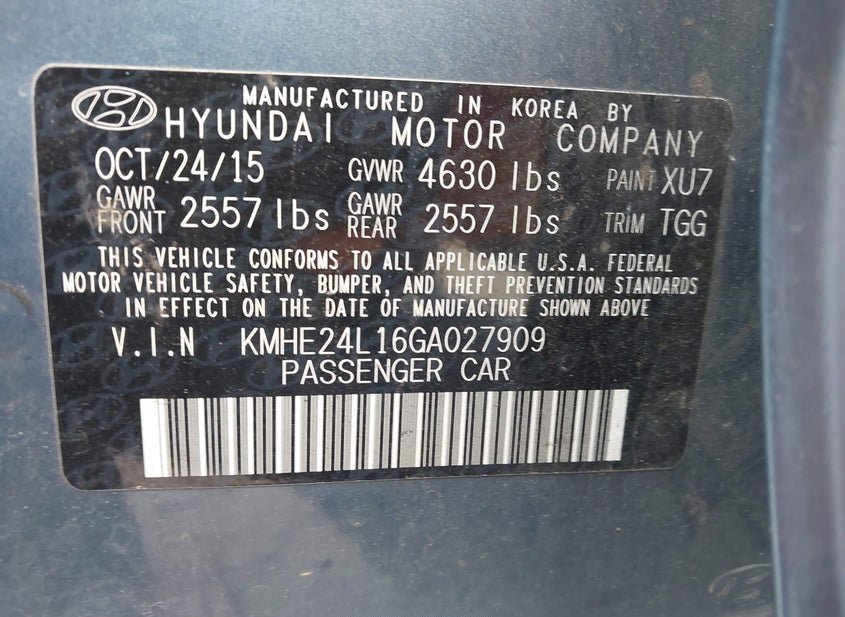 MANUFACTURED IN KOREA BY
HYUNDAI MOTOR COMPANY
OCT/24/15 GVWR 4630 lbs PAINT XU7
GAWR FRONT 2557 lbs GAWR REAR 2557 lbs TRIM TGG
THIS VEHICLE CONFORMS TO ALL APPLICABLE U.S.A. FEDERAL
MOTOR VEHICLE SAFETY, BUMPER, AND THEFT PREVENTION STANDARDS
IN EFFECT ON THE DATE OF MANUFACTURE SHOWN ABOVE
V.I.N KMHE24L16GA027909
PASSENGER CAR